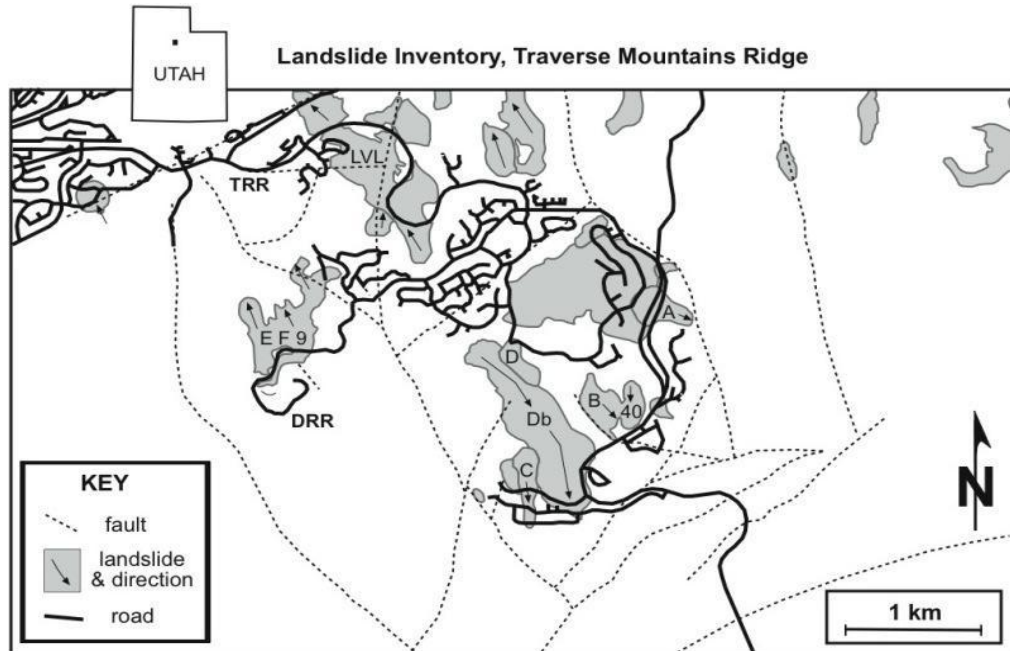 UTAH
Landslide Inventory, Traverse Mountains Ridge
LVL
TRR
A
E F 9
D
B
40
Db
DRR
C
KEY
fault
landslide
& direction
road
N
1 km